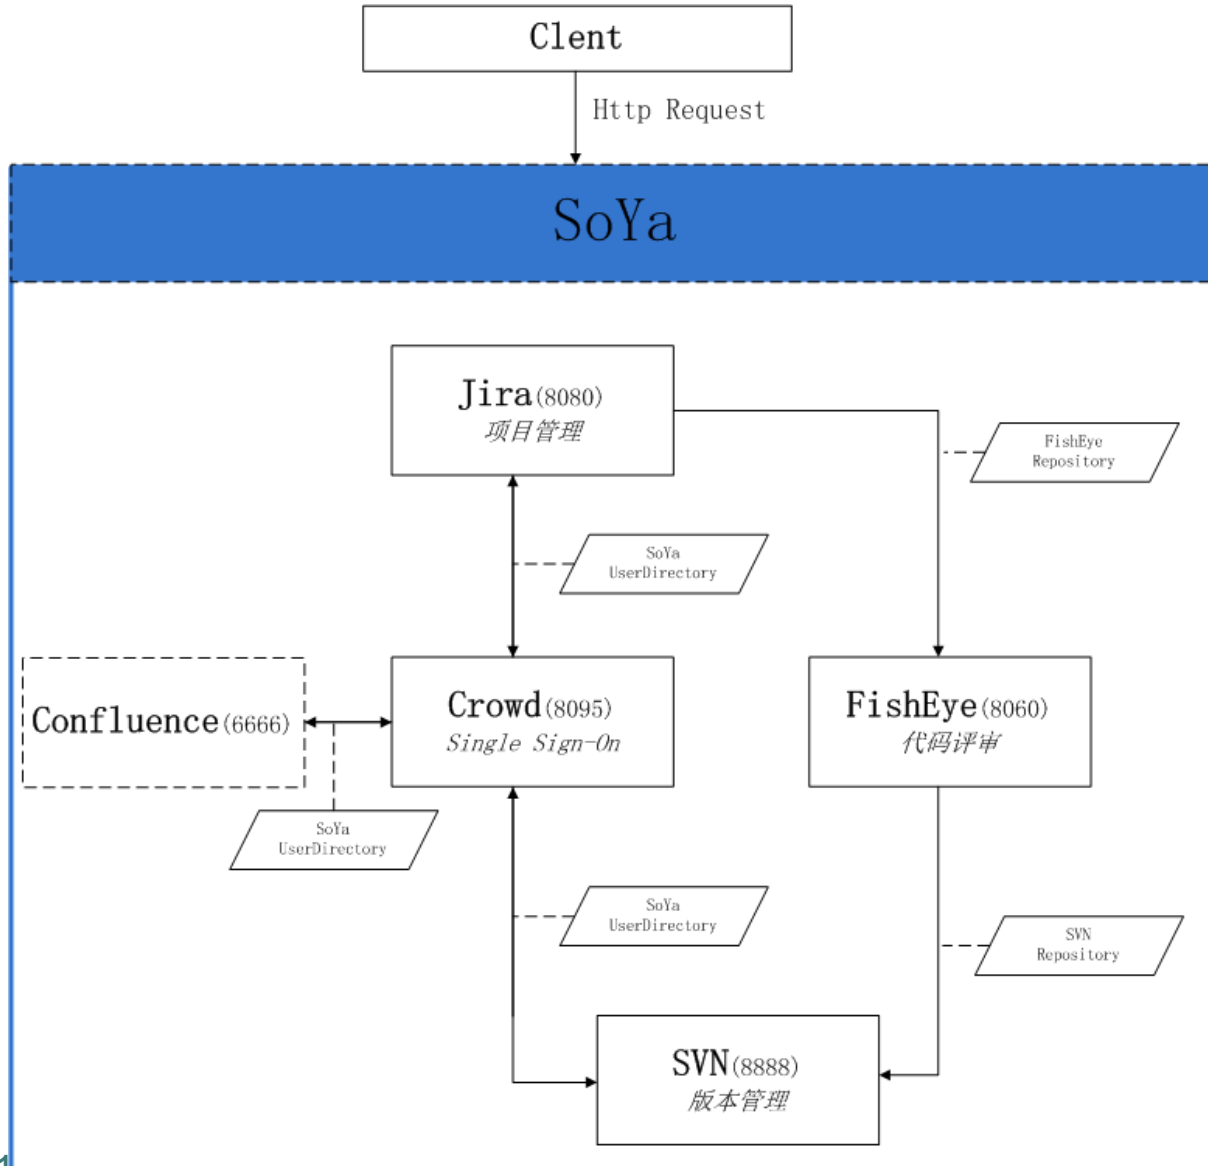 Clent
Http Request
SoYa
Jira(8080)
项目管理
FishEye
Repository
SoYa
UserDirectory
Confluence(6666)
Crowd(8095)
Single Sign-On
FishEye(8060)
代码评审
SoYa
UserDirectory
SoYa
UserDirectory
SVN
Repository
SVN(8888)
版本管理